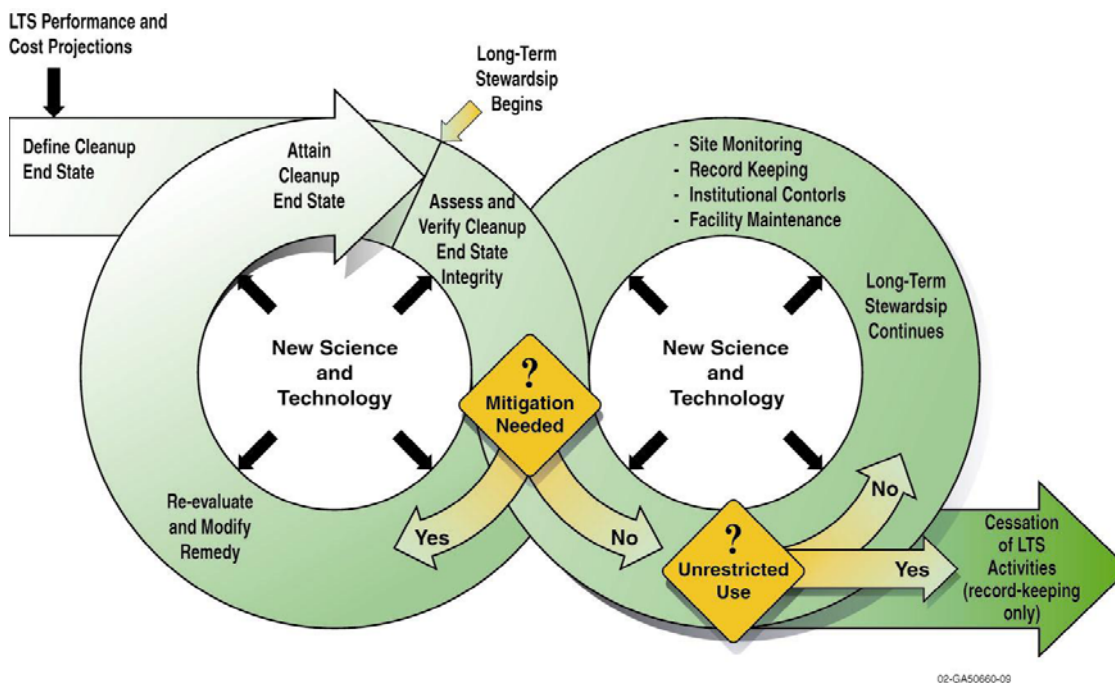 LTS Performance and
Cost Projections
Long-Term
Stewardsip
Begins
Define Cleanup
End State
Attain
Cleanup
End State
Assess and
Verify Cleanup
End State
Integrity
- Site Monitoring
- Record Keeping
- Institutional Contorls
- Facility Maintenance
Long-Term
Stewardsip
Continues
New Science
and
Technology
New Science
and
Technology
?
Mitigation
Needed
Re-evaluate
and Modify
Remedy
Yes
No
?
Unrestricted
Use
No
Yes
Cessation
of LTS
Activities
(record-keeping
only)
02-GA50660-09